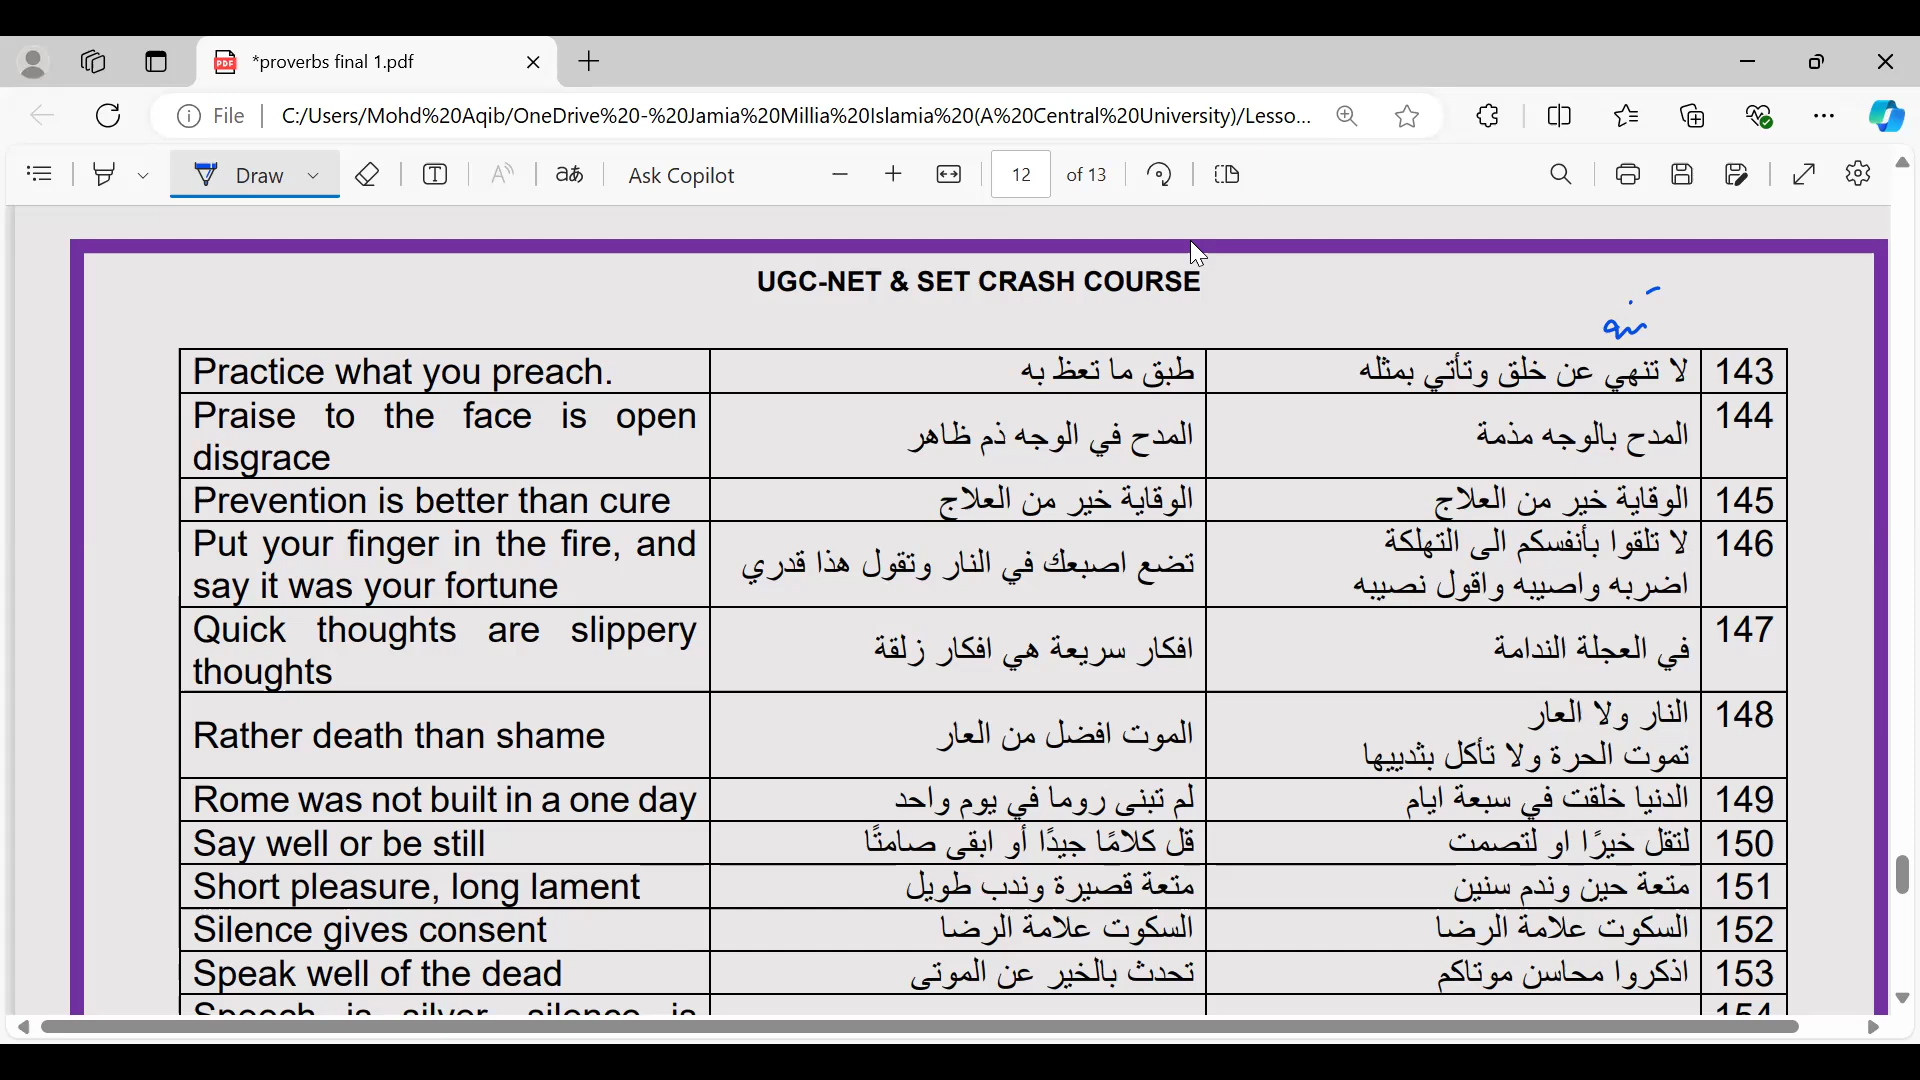 *proverbs final 1.pdf
File
C:/Users/Mohd%20Aqib/OneDrive%20-%20Jamia%20Millia%20Islamia%20(A%20Central%20University)/Lesso...
Draw
Ask Copilot
12 of 13
UGC-NET & SET CRASH COURSE
Practice what you preach.
طبق ما تعظ به
لا تنهي عن خلق وتأتي بمثله
143
Praise to the face is open
disgrace
المدح في الوجه ذم ظاهر
المدح بالوجه مذمة
144
Prevention is better than cure
الوقاية خير من العلاج
الوقاية خير من العلاج
145
Put your finger in the fire, and
say it was your fortune
تضع اصبعك في النار وتقول هذا قدري
لا تلقوا بأنفسكم الى التهلكة
اضربه واصيبه واقول نصيبه
146
Quick thoughts are slippery
thoughts
افكار سريعة هي افكار زلقة
في العجلة الندامة
147
Rather death than shame
الموت افضل من العار
النار ولا العار
تموت الحرة ولا تأكل بثدييها
148
Rome was not built in a one day
لم تبنى روما في يوم واحد
الدنيا خلقت في سبعة ايام
149
Say well or be still
قل كلامًا جيدًا أو ابقى صامتًا
لتقل خيرًا او لتصمت
150
Short pleasure, long lament
متعة قصيرة وندب طويل
متعة حين وندم سنين
151
Silence gives consent
السكوت علامة الرضا
السكوت علامة الرضا
152
Speak well of the dead
تحدث بالخير عن الموتى
اذكروا محاسن موتاكم
153
Speech is silver, silence is
154